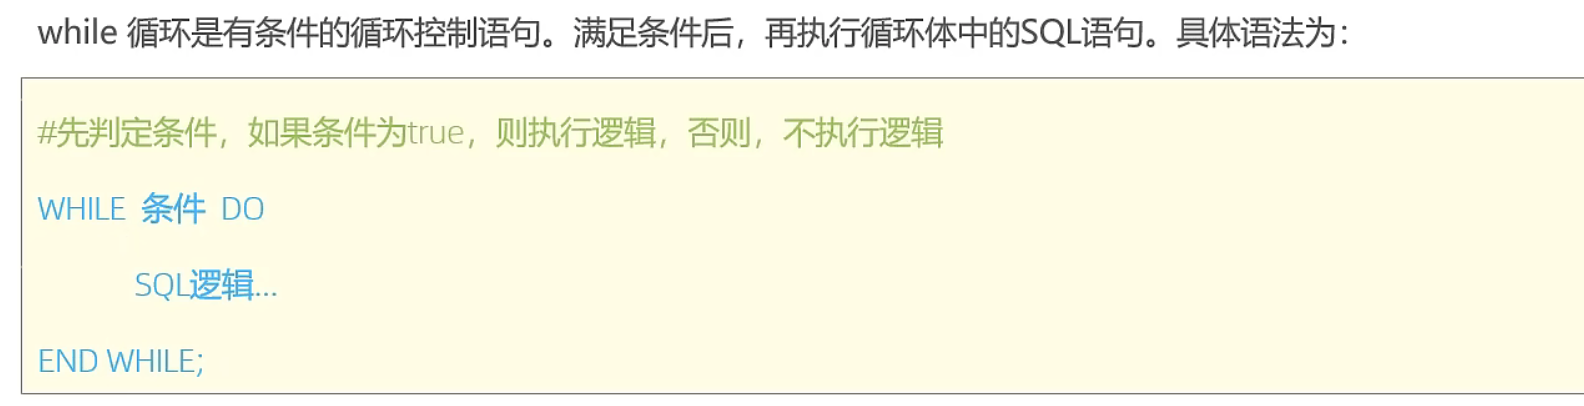 while 循环是有条件的循环控制语句。满足条件后，再执行循环体中的SQL语句。具体语法为：
#先判定条件，如果条件为true，则执行逻辑，否则，不执行逻辑
WHILE 条件 DO
SQL逻辑...
END WHILE;